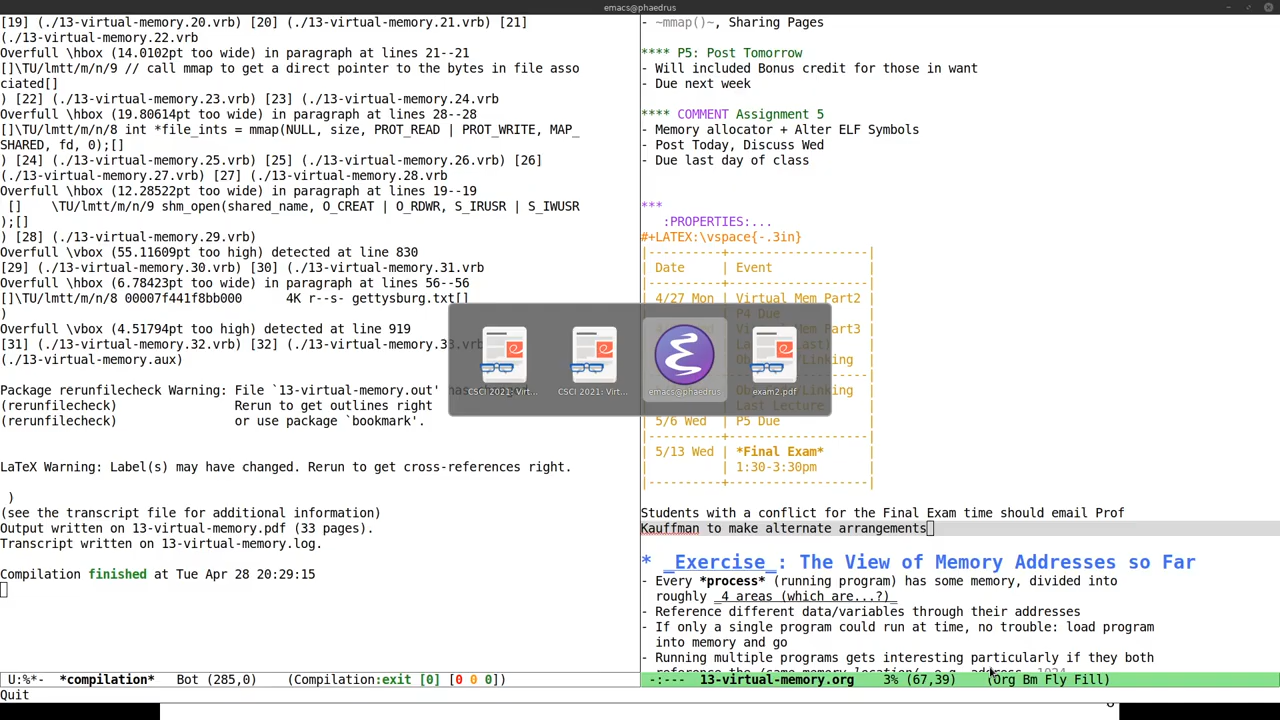 emacs@phaedrus
[19] (./13-virtual-memory.20.vrb) [20] (./13-virtual-memory.21.vrb) [21]
(./13-virtual-memory.22.vrb
Overfull \hbox (14.0102pt too wide) in paragraph at lines 21--21
[]\TU/lmtt/m/n/9 // call mmap to get a direct pointer to the bytes in file asso
ciated[]
) [22] (./13-virtual-memory.23.vrb) [23] (./13-virtual-memory.24.vrb
Overfull \hbox (19.80614pt too wide) in paragraph at lines 28--28
[]\TU/lmtt/m/n/8 int *file_ints = mmap(NULL, size, PROT_READ | PROT_WRITE, MAP_
SHARED, fd, 0);[]
) [24] (./13-virtual-memory.25.vrb) [25] (./13-virtual-memory.26.vrb) [26]
(./13-virtual-memory.27.vrb) [27] (./13-virtual-memory.28.vrb
Overfull \hbox (12.28522pt too wide) in paragraph at lines 19--19
[]    \TU/lmtt/m/n/9 shm_open(shared_name, O_CREAT | O_RDWR, S_IRUSR | S_IWUSR
);[]
) [28] (./13-virtual-memory.29.vrb)
Overfull \vbox (55.11609pt too high) detected at line 830
[29] (./13-virtual-memory.30.vrb) [30] (./13-virtual-memory.31.vrb
Overfull \hbox (6.78423pt too wide) in paragraph at lines 56--56
[]\TU/lmtt/m/n/8 00007f441f8bb000      4K r--s- gettysburg.txt[]
)
Overfull \vbox (4.51794pt too high) detected at line 919
[31] (./13-virtual-memory.32.vrb) [32] (./13-virtual-memory.33.vrb
(./13-virtual-memory.aux)
Package rerunfilecheck Warning: File `13-virtual-memory.out' has
(rerunfilecheck)                Rerun to get outlines right
(rerunfilecheck)                or use package `bookmark'.
LaTeX Warning: Label(s) may have changed. Rerun to get cross-references right.
)
(see the transcript file for additional information)
Output written on 13-virtual-memory.pdf (33 pages).
Transcript written on 13-virtual-memory.log.
Compilation finished at Tue Apr 28 20:29:15
U:%*-  *compilation*   Bot (285,0)    (Compilation:exit [0] [0 0 0])
Quit
- ~mmap()~, Sharing Pages
**** P5: Post Tomorrow
- Will included Bonus credit for those in want
- Due next week
**** COMMENT Assignment 5
- Memory allocator + Alter ELF Symbols
- Post Today, Discuss Wed
- Due last day of class
***
:PROPERTIES:...
#+LATEX:\vspace{-.3in}
|----------+------------------|
| Date     | Event            |
|----------+------------------|
| 4/27 Mon | Virtual Mem Part2 |
P4 Due
Mem Part3
/Linking
/Linking
Last Lecture
| 5/6 Wed  | P5 Due           |
|----------+------------------|
| 5/13 Wed | *Final Exam*     |
|          | 1:30-3:30pm      |
|----------+------------------|
Students with a conflict for the Final Exam time should email Prof
Kauffman to make alternate arrangements
* _Exercise_: The View of Memory Addresses so Far
- Every *process* (running program) has some memory, divided into
roughly _4 areas (which are...?)_
- Reference different data/variables through their addresses
- If only a single program could run at time, no trouble: load program
into memory and go
- Running multiple programs gets interesting particularly if they both
-:---  13-virtual-memory.org    3% (67,39)    (Org Bm Fly Fill)
CSCI 2021: Virt...
CSCI 2021: Virt...
emacs@phaedrus
exam2.pdf